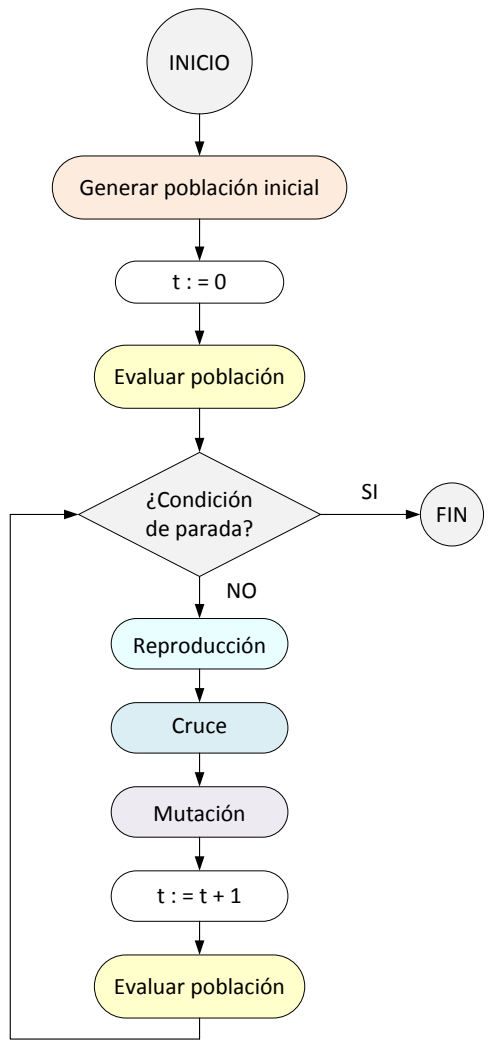 INICIO
Generar población inicial
t : = 0
Evaluar población
¿Condición
de parada?
SI
FIN
NO
Reproducción
Cruce
Mutación
t : = t + 1
Evaluar población